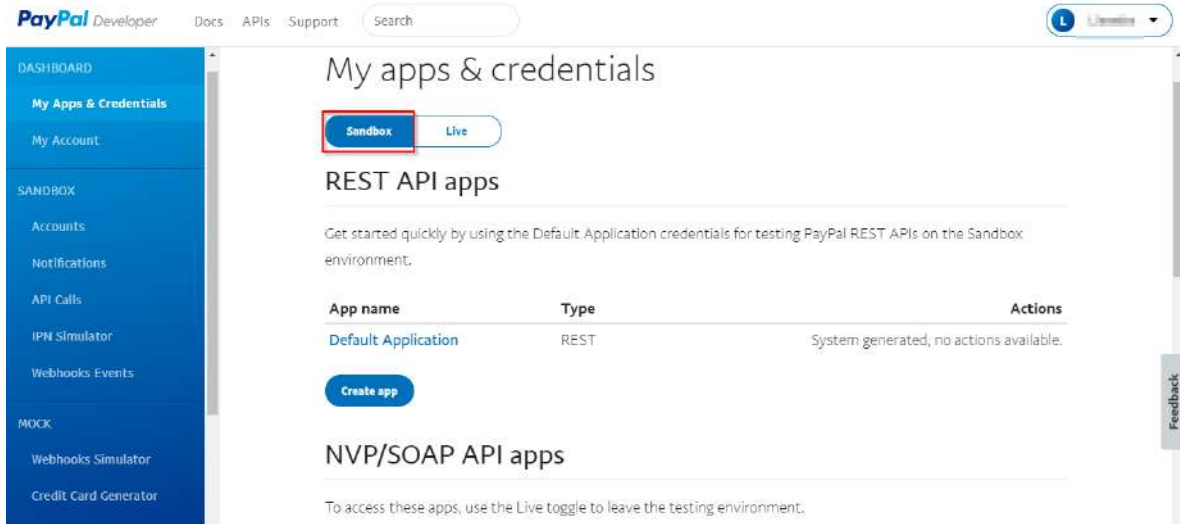 PayPal Developer Docs APIs Support Search L
DASHBOARD
My Apps & Credentials
My Account
SANDBOX
Accounts
Notifications
API Calls
IPN Simulator
Webhooks Events
MOCK
Webhooks Simulator
Credit Card Generator
My apps & credentials
Sandbox Live
REST API apps
Get started quickly by using the Default Application credentials for testing PayPal REST APIs on the Sandbox
environment.
App name Type Actions
Default Application REST System generated, no actions available.
Create app
NVP/SOAP API apps
To access these apps, use the Live toggle to leave the testing environment.
Feedback